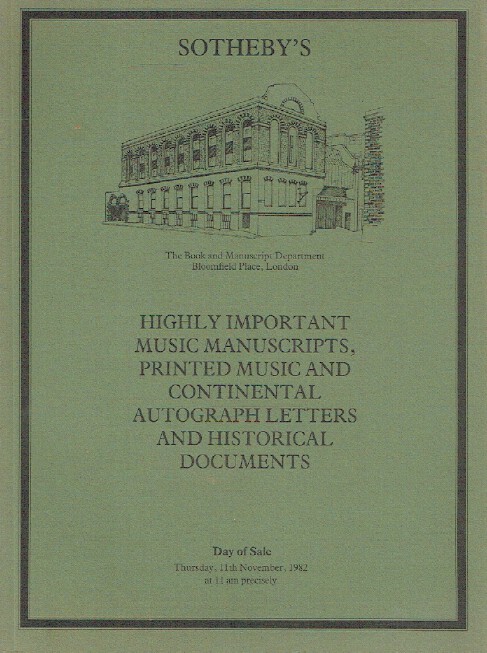 SOTHEBY'S
The Book and Manuscript Department
Bloomfield Place, London
HIGHLY IMPORTANT
MUSIC MANUSCRIPTS,
PRINTED MUSIC AND
CONTINENTAL
AUTOGRAPH LETTERS
AND HISTORICAL
DOCUMENTS
Day of Sale
Thursday, 11th November, 1982
at 11 am precisely